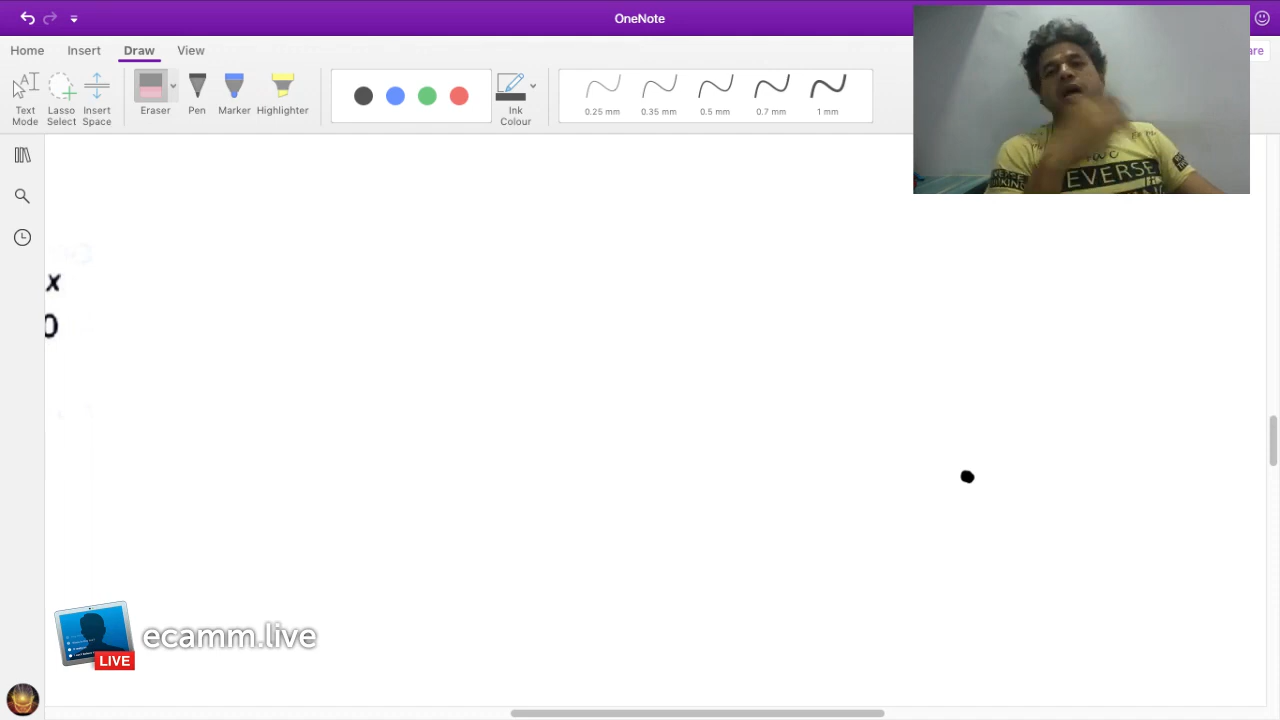 OneNote
Home Insert Draw View
Text Mode
Lasso Select
Insert Space
Eraser
Pen
Marker
Highlighter
Ink Colour
0.25 mm
0.35 mm
0.5 mm
0.7 mm
1 mm
are
EVERSE
x
0
ecamm.live
LIVE